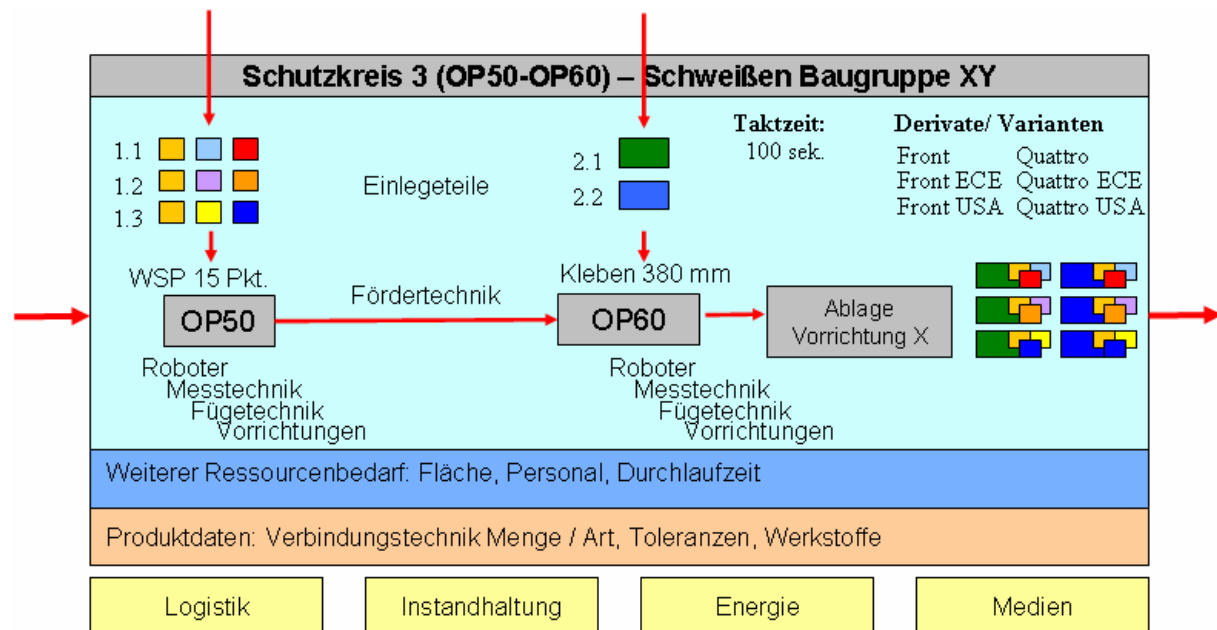 Schutzkreis 3 (OP50-OP60) – Schweißen Baugruppe XY
Taktzeit:
100 sek.
Derivate/ Varianten
Front Quattro
Front ECE Quattro ECE
Front USA Quattro USA
1.1
1.2
1.3
Einlegeteile
2.1
2.2
WSP 15 Pkt.
OP50
Fördertechnik
Kleben 380 mm
OP60
Ablage
Vorrichtung X
Roboter
Messtechnik
Fügetechnik
Vorrichtungen
Roboter
Messtechnik
Fügetechnik
Vorrichtungen
Weiterer Ressourcenbedarf: Fläche, Personal, Durchlaufzeit
Produktdaten: Verbindungstechnik Menge / Art, Toleranzen, Werkstoffe
Logistik
Instandhaltung
Energie
Medien